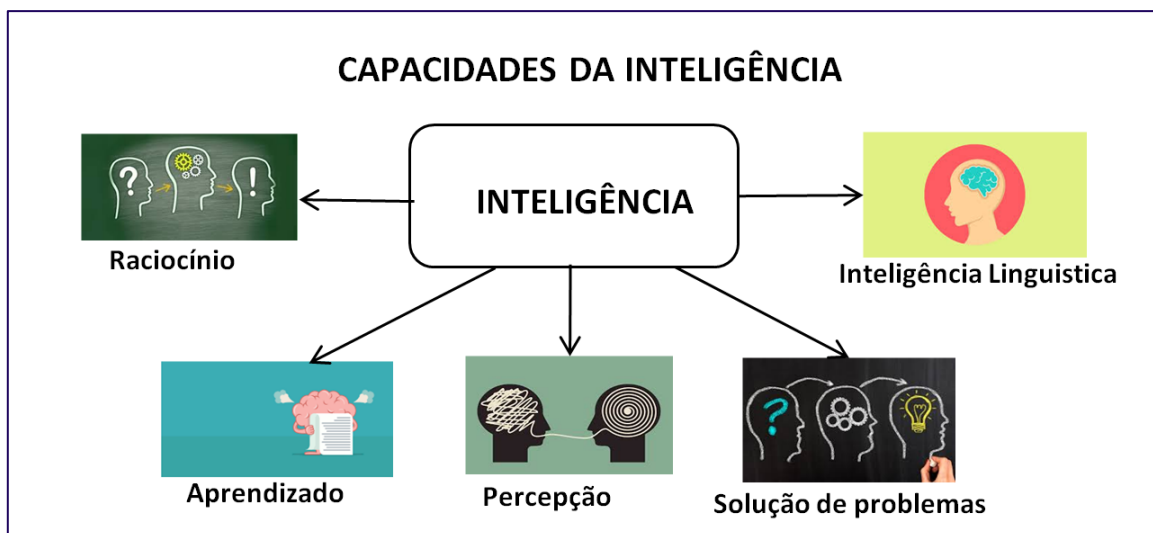 CAPACIDADES DA INTELIGÊNCIA
INTELIGÊNCIA
?
!
Raciocínio
Inteligência Linguistica
?
Aprendizado
Percepção
Solução de problemas